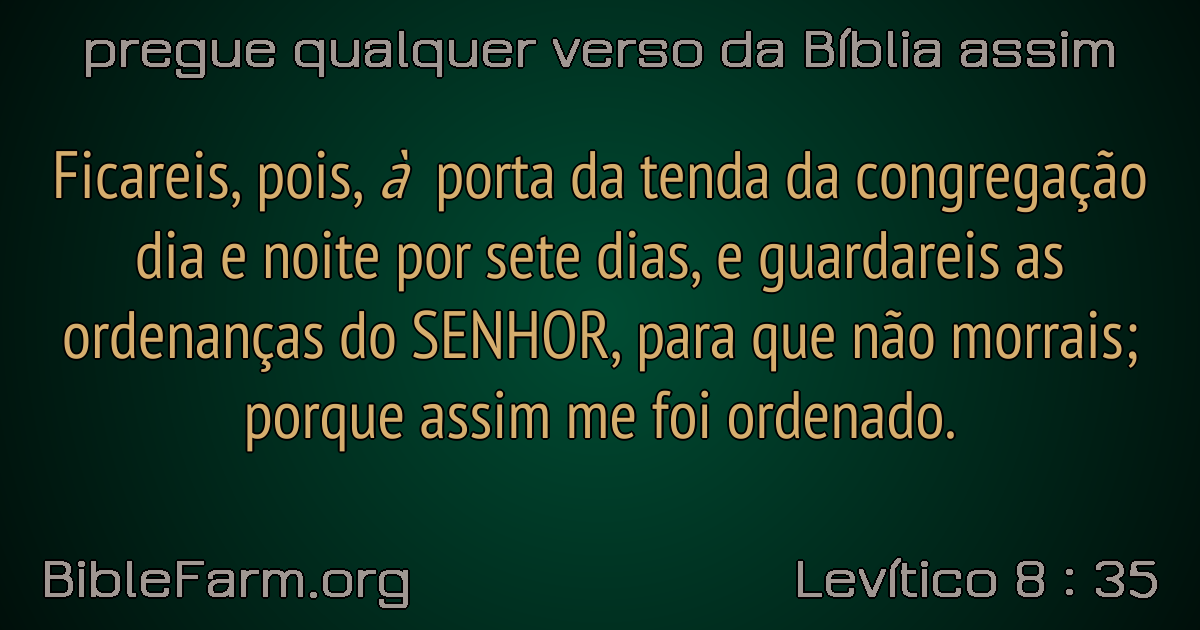 pregue qualquer verso da Bíblia assim
Ficareis, pois, à porta da tenda da congregação
dia e noite por sete dias, e guardareis as
ordenanças do SENHOR, para que não morrais;
porque assim me foi ordenado.
BibleFarm.org
Levítico 8 : 35